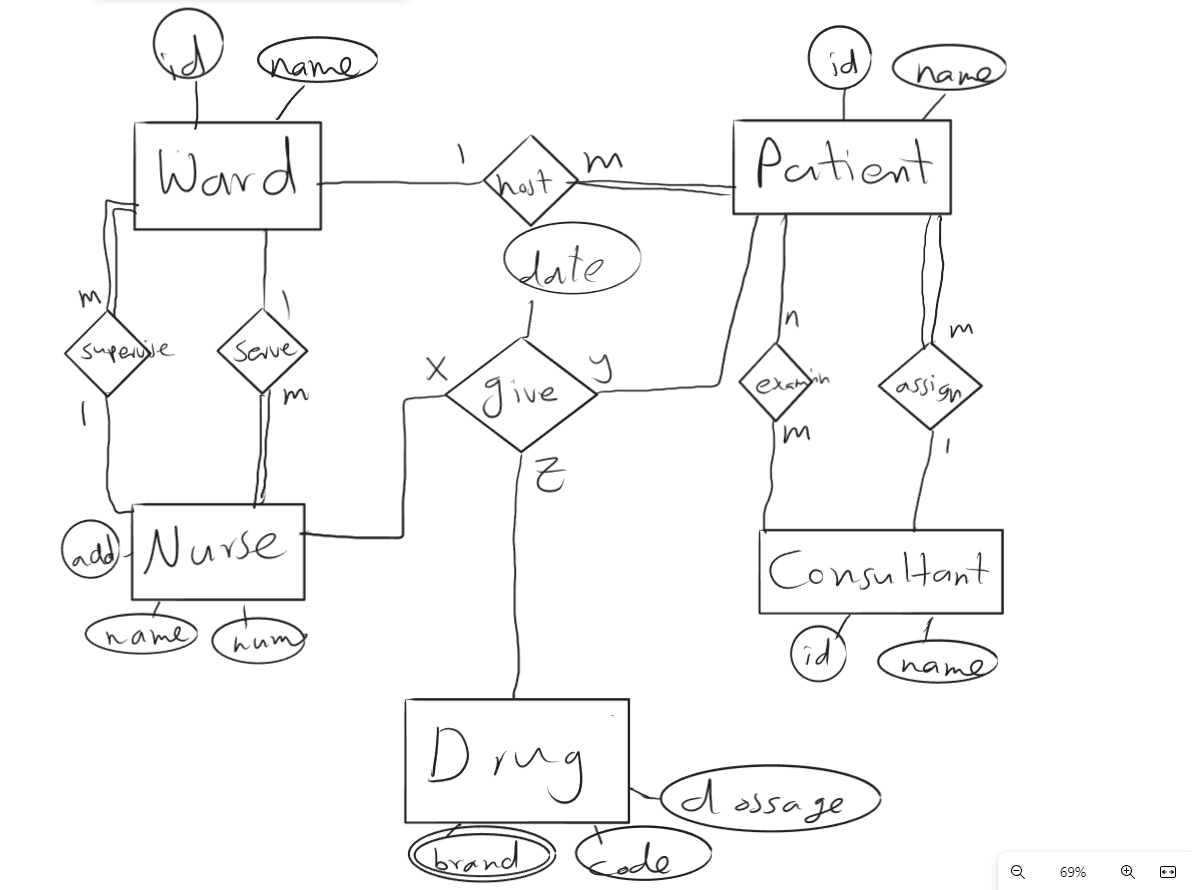 id
name
id
name
Ward
1
host
m
Patient
date
m
1
n
m
supervise
serve
x
give
y
examin
assign
1
m
m
1
z
add
Nurse
Consultant
name
num
id
name
Drug
dossage
brand
code
69%